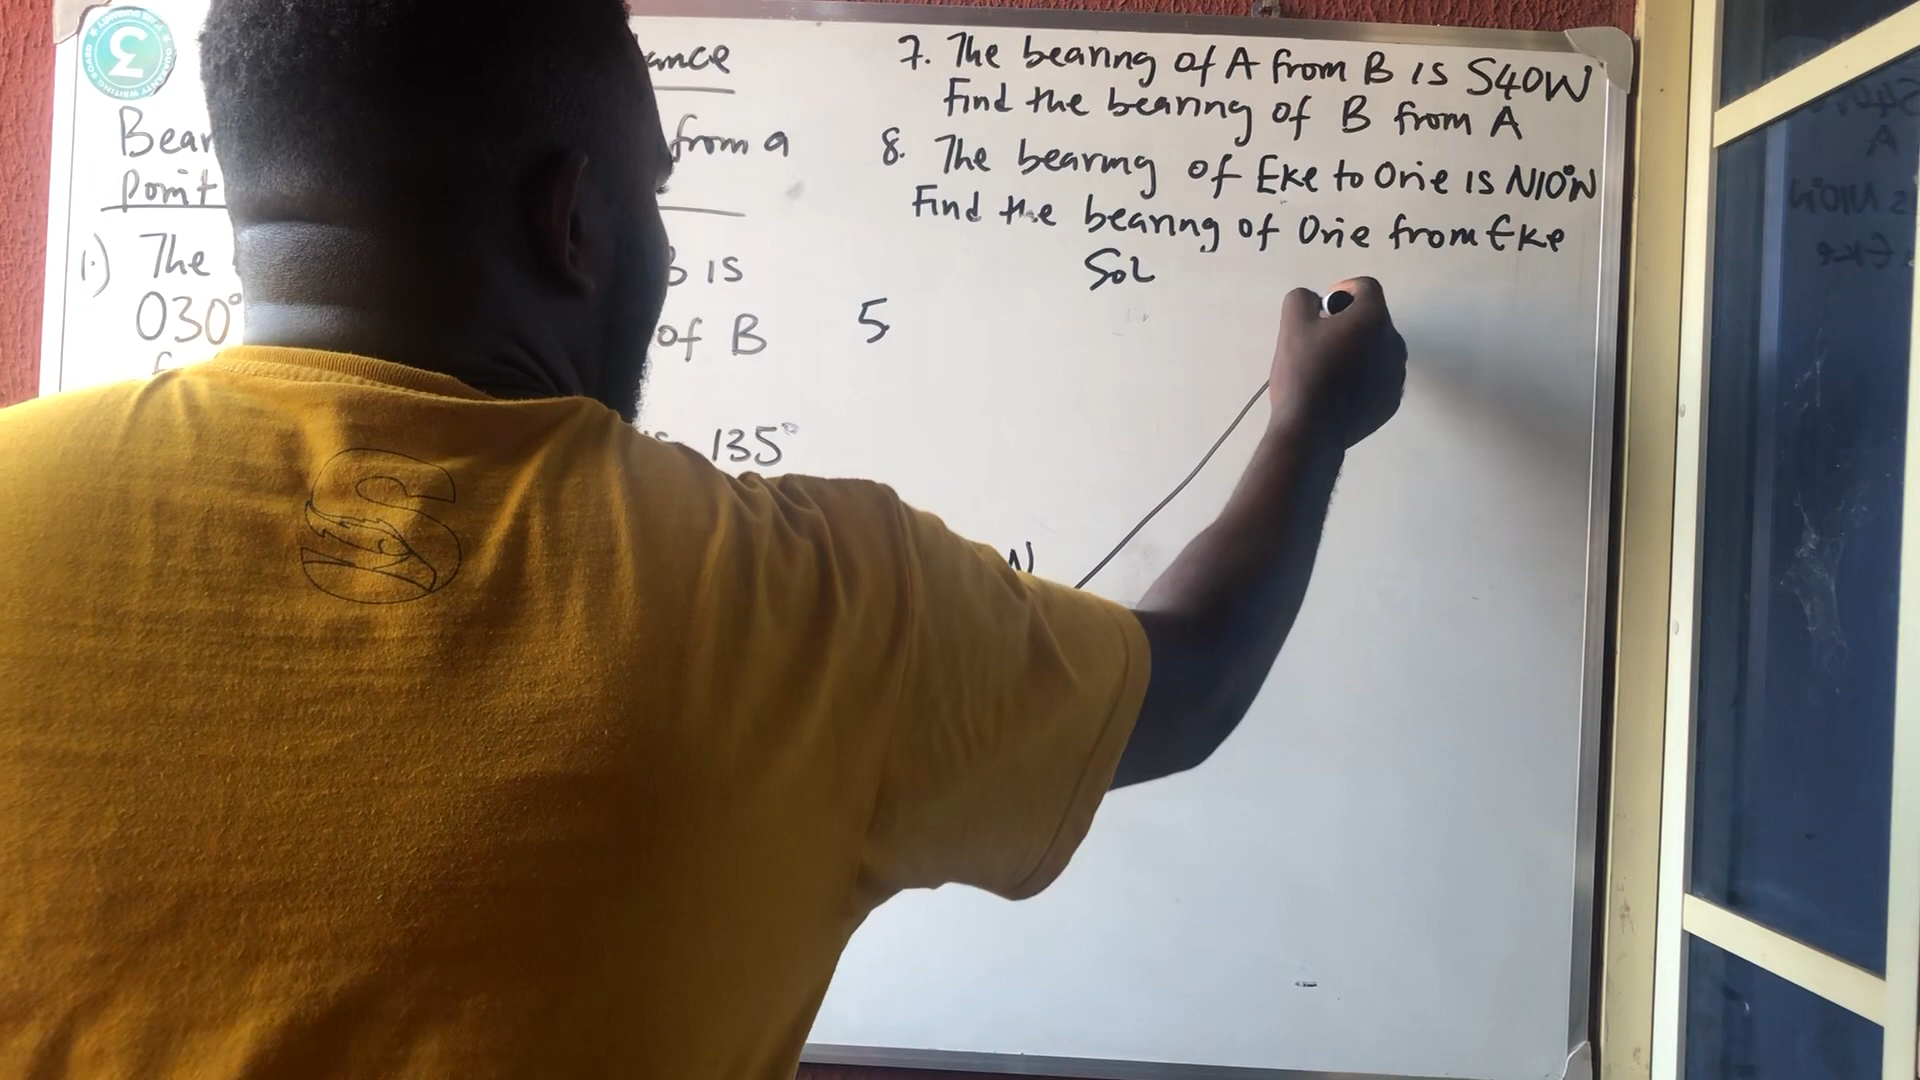 ance
Bear
from a
point
1.) The
B is
030°
of B
135°
7. The bearing of A from B is S40W
Find the bearing of B from A
8. The bearing of Eke to Orie is N10°W
Find the bearing of Orie from Eke
Sol
5
N